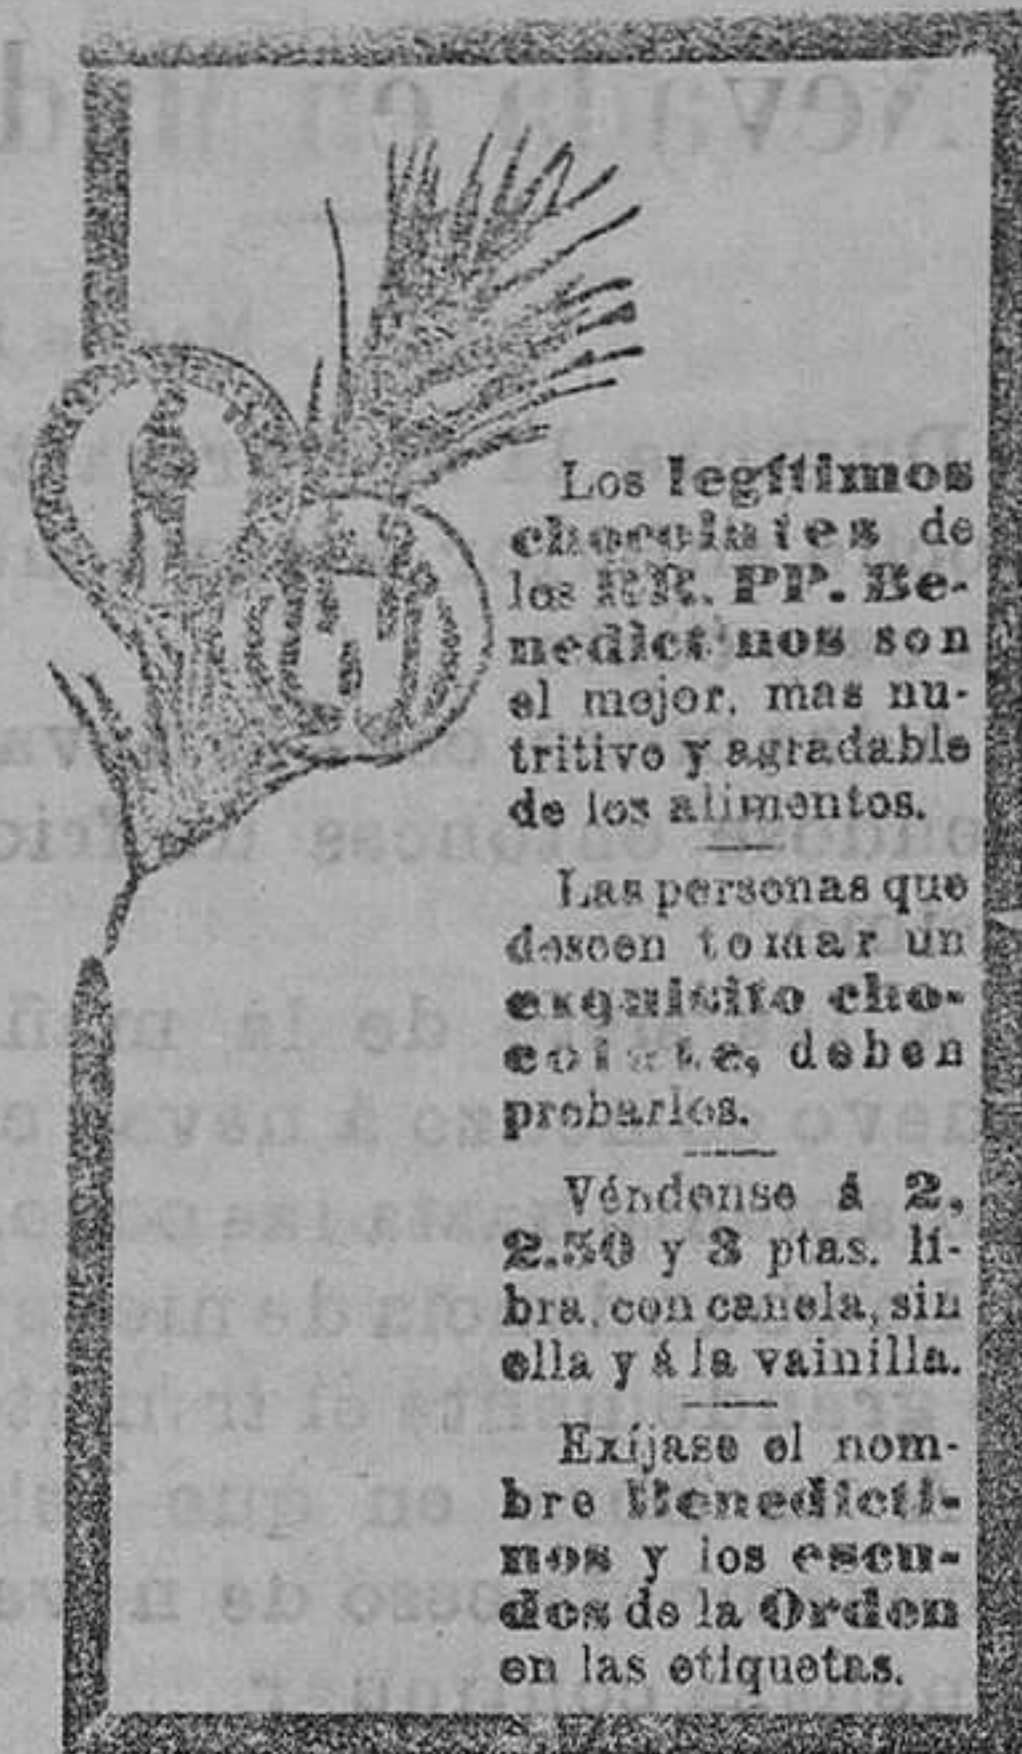 Los legítimos
chocolates de
los RR. PP. Be-
nedictinos son
el mejor, mas nu-
tritivo y agradable
de los alimentos.
Las personas que
deseen tomar un
exquisito cho-
colate, deben
probarlos.
Véndense á 2,
2.50 y 3 ptas. li-
bra, con canela, sin
ella y á la vainilla.
Exíjase el nom-
bre Benedicti-
nos y los escu-
dos de la Orden
en las etiquetas.